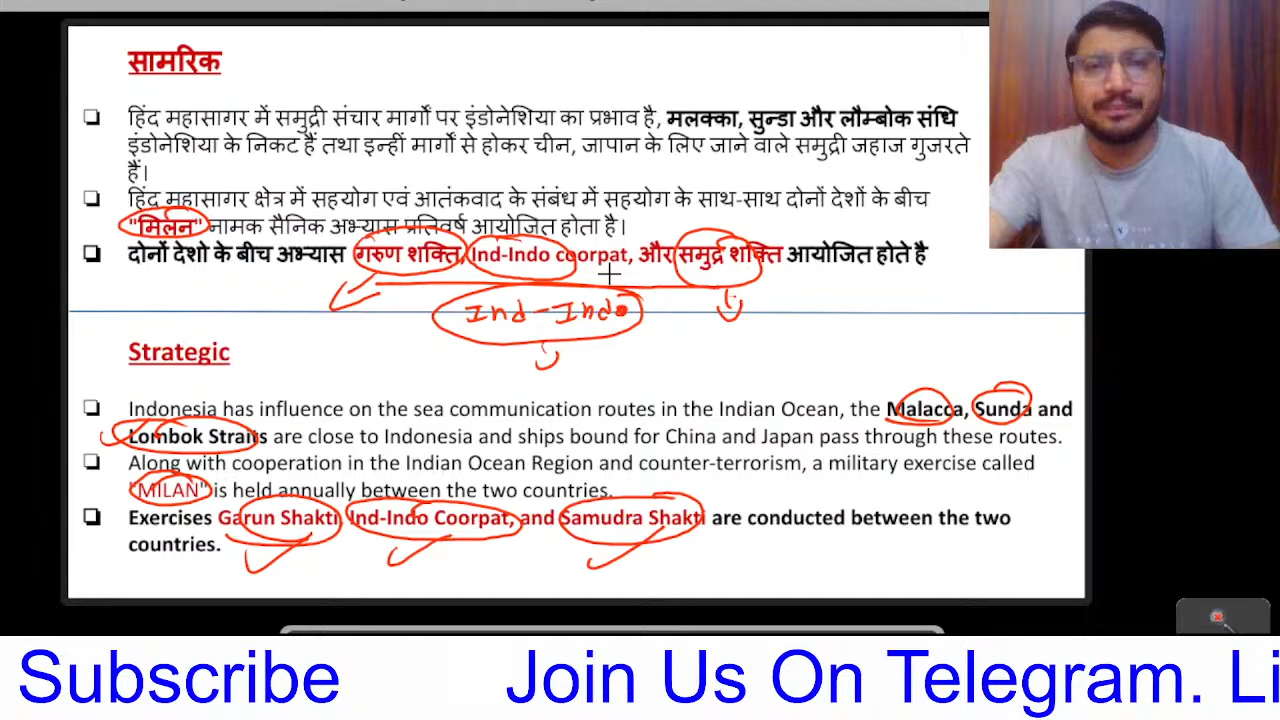 सामरिक
❑ हिंद महासागर में समुद्री संचार मार्गों पर इंडोनेशिया का प्रभाव है, मलक्का, सुन्डा और लौम्बोक संधि
इंडोनेशिया के निकट हैं तथा इन्हीं मार्गों से होकर चीन, जापान के लिए जाने वाले समुद्री जहाज गुजरते
हैं।
❑ हिंद महासागर क्षेत्र में सहयोग एवं आतंकवाद के संबंध में सहयोग के साथ-साथ दोनों देशों के बीच
"मिलन" नामक सैनिक अभ्यास प्रतिवर्ष आयोजित होता है।
❑ दोनों देशो के बीच अभ्यास गरुण शक्ति, Ind-Indo coorpat, और समुद्र शक्ति आयोजित होते है
Ind-Indo
Strategic
❑ Indonesia has influence on the sea communication routes in the Indian Ocean, the Malacca, Sunda and
Lombok Straits are close to Indonesia and ships bound for China and Japan pass through these routes.
❑ Along with cooperation in the Indian Ocean Region and counter-terrorism, a military exercise called
"MILAN" is held annually between the two countries.
❑ Exercises Garun Shakti, Ind-Indo Coorpat, and Samudra Shakti are conducted between the two
countries.
Subscribe Join Us On Telegram. Li